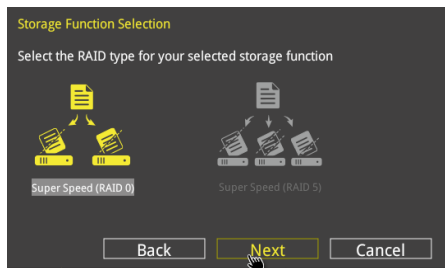 Storage Function Selection
Select the RAID type for your selected storage function
Super Speed (RAID 0)
Super Speed (RAID 5)
Back
Next
Cancel